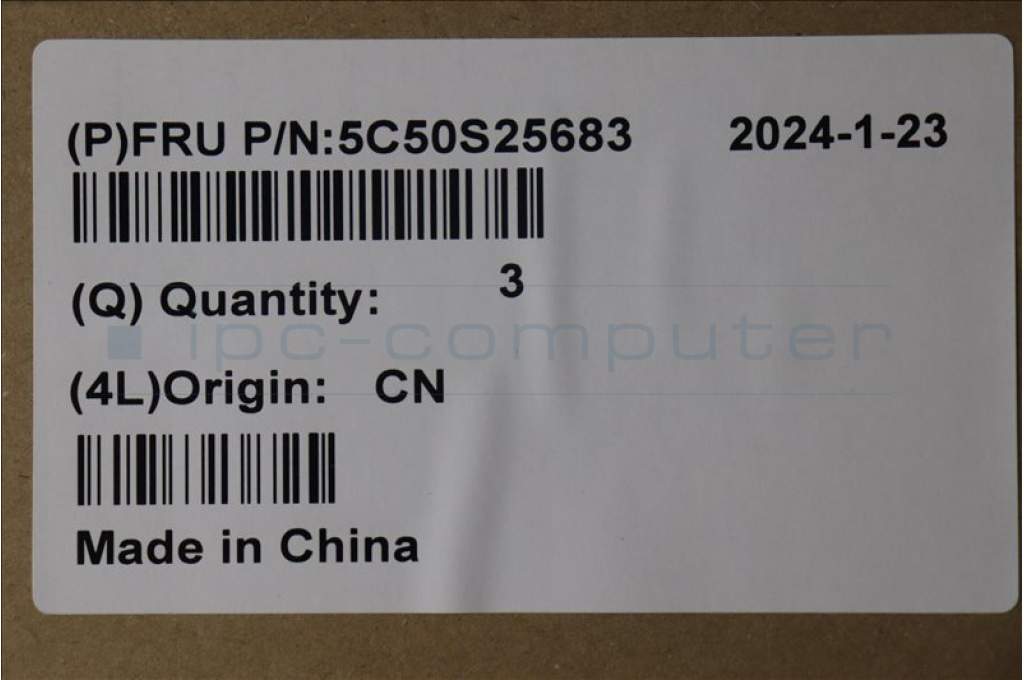 (P)FRU P/N:5C50S25683 2024-1-23
(Q) Quantity: 3
ipc-computer
(4L)Origin: CN
Made in China